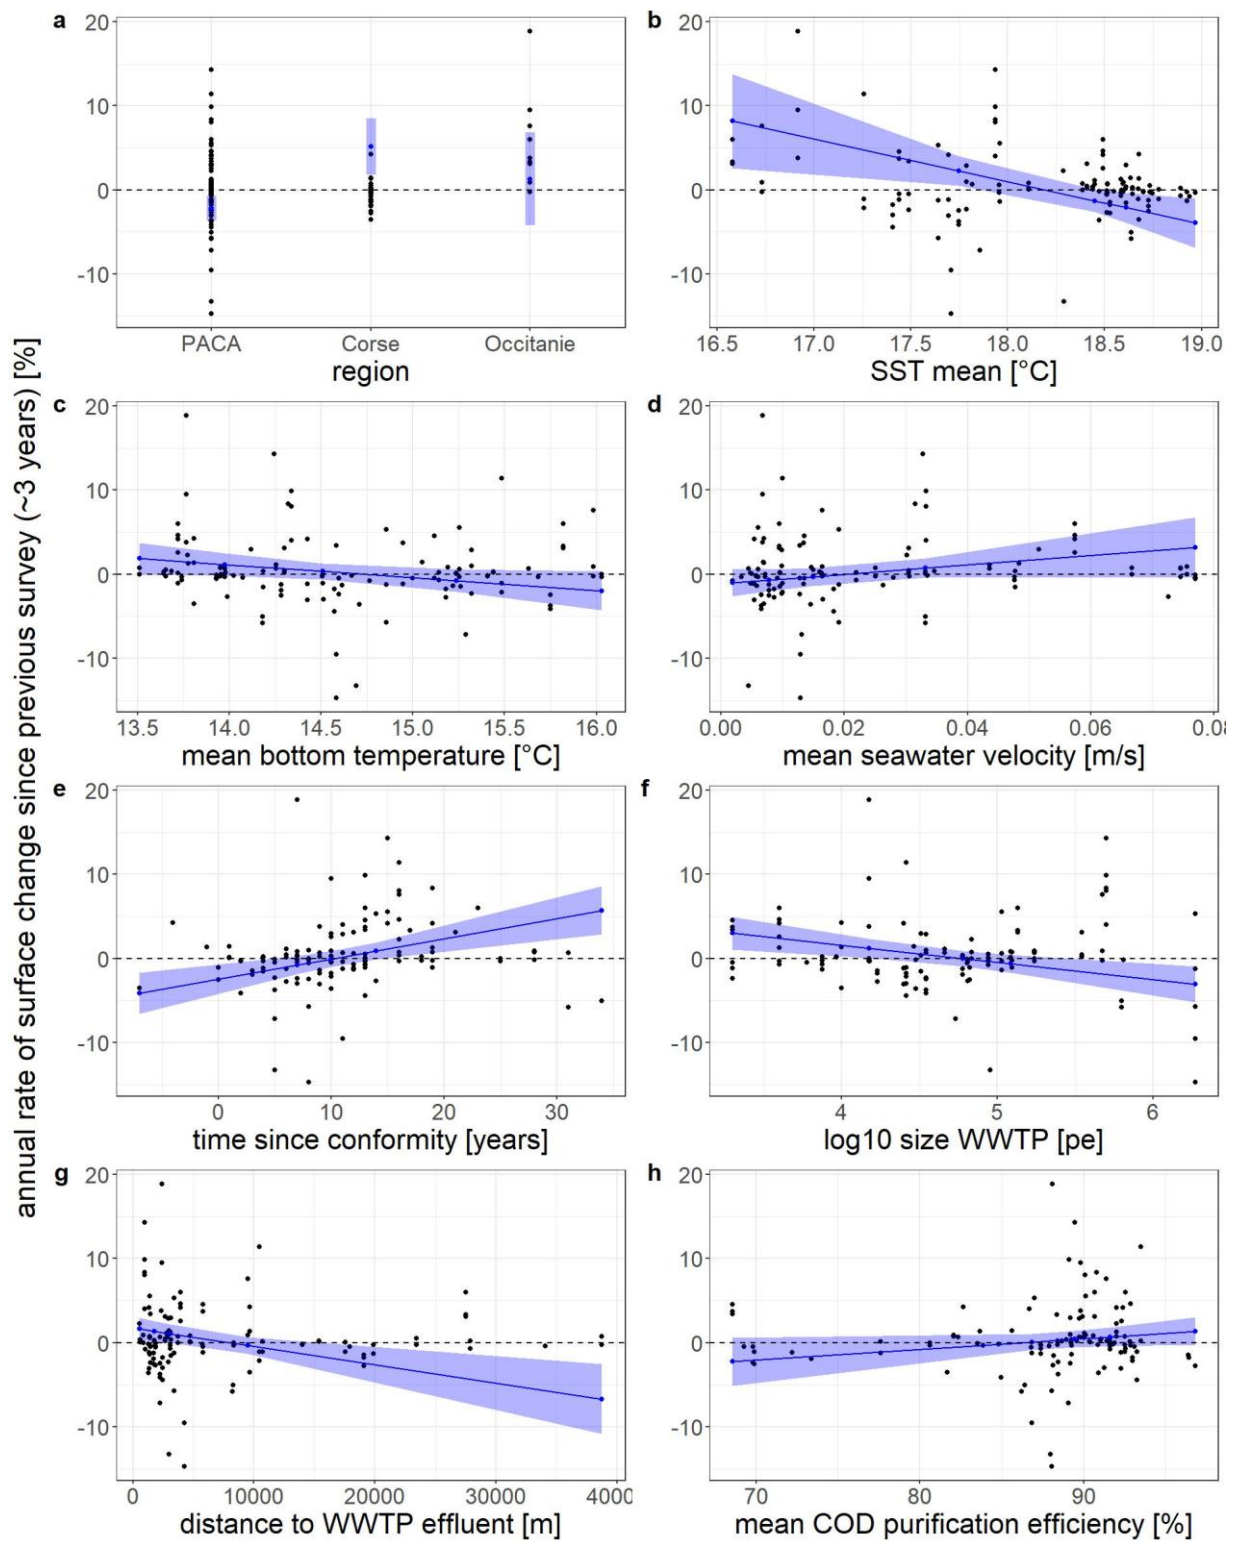 annual rate of surface change since previous survey (~3 years) [%]
a
20
10
0
-10
PACA Corse Occitanie
region
b
20
10
0
-10
16.5 17.0 17.5 18.0 18.5 19.0
SST mean [°C]
c
20
10
0
-10
13.5 14.0 14.5 15.0 15.5 16.0
mean bottom temperature [°C]
d
20
10
0
-10
0.00 0.02 0.04 0.06 0.08
mean seawater velocity [m/s]
e
20
10
0
-10
0 10 20 30
time since conformity [years]
f
20
10
0
-10
4 5 6
log10 size WWTP [pe]
g
20
10
0
-10
0 10000 20000 30000 4000
distance to WWTP effluent [m]
h
20
10
0
-10
70 80 90
mean COD purification efficiency [%]